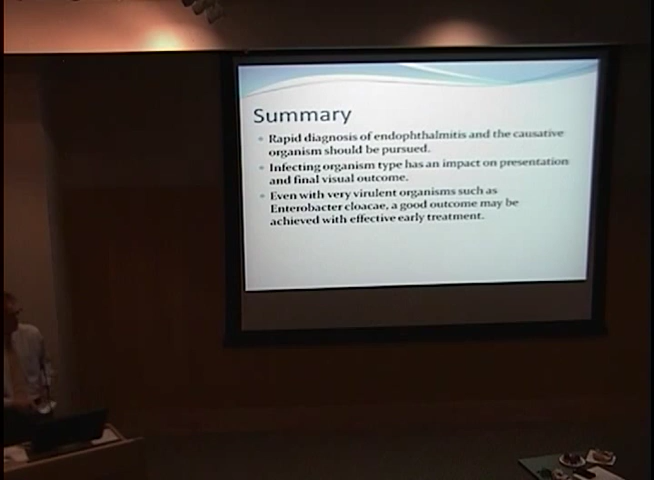 Summary
Rapid diagnosis of endophthalmitis and the causative
organism should be pursued.
Infecting organism type has an impact on presentation
and final visual outcome.
Even with very virulent organisms such as
Enterobacter cloacae, a good outcome may be
achieved with effective early treatment.